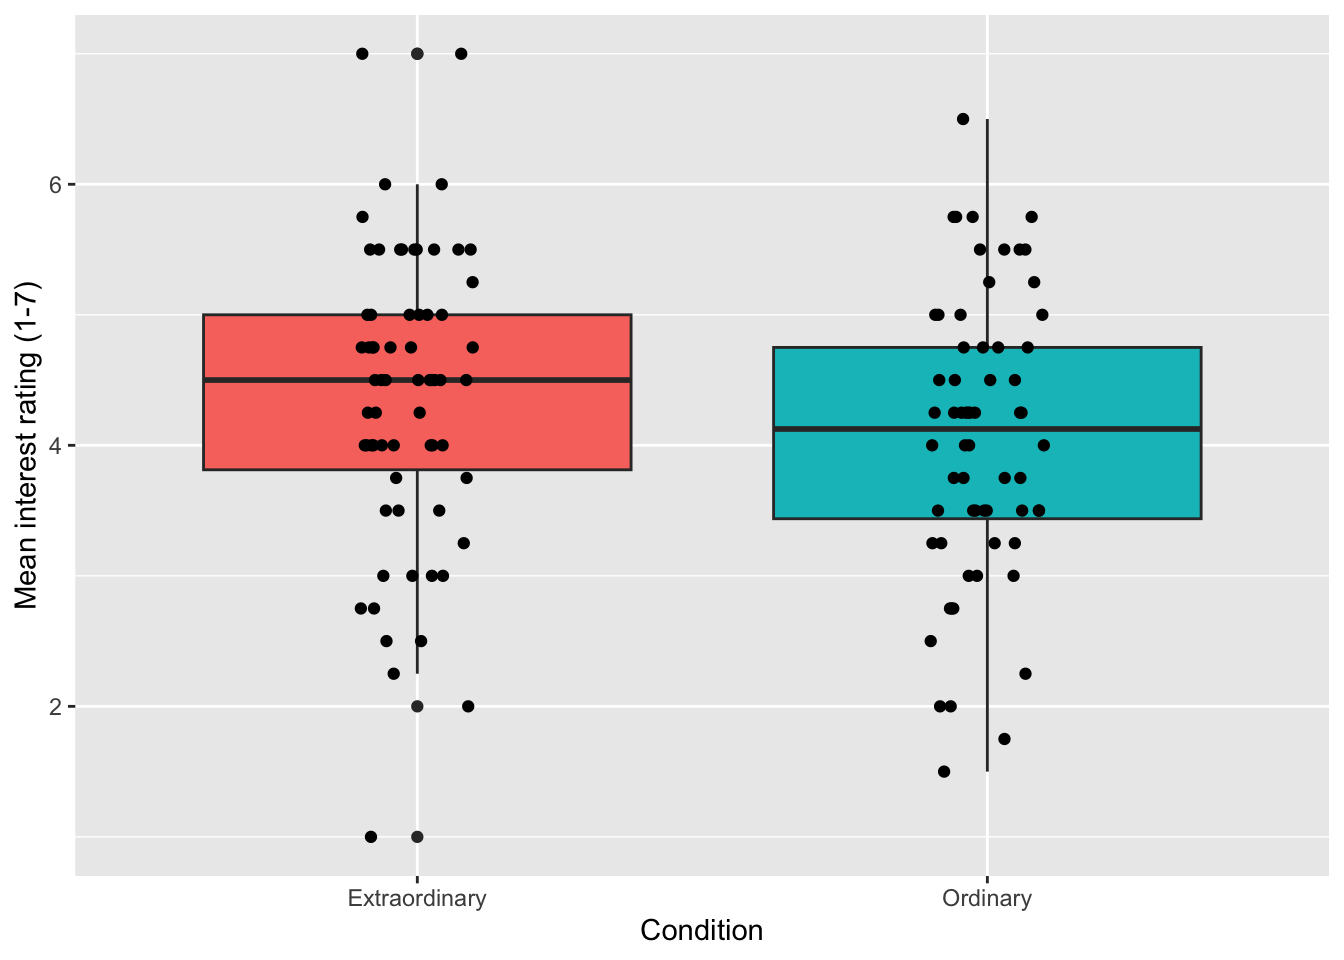 Mean interest rating (1-7)
6
4
2
Extraordinary
Ordinary
Condition